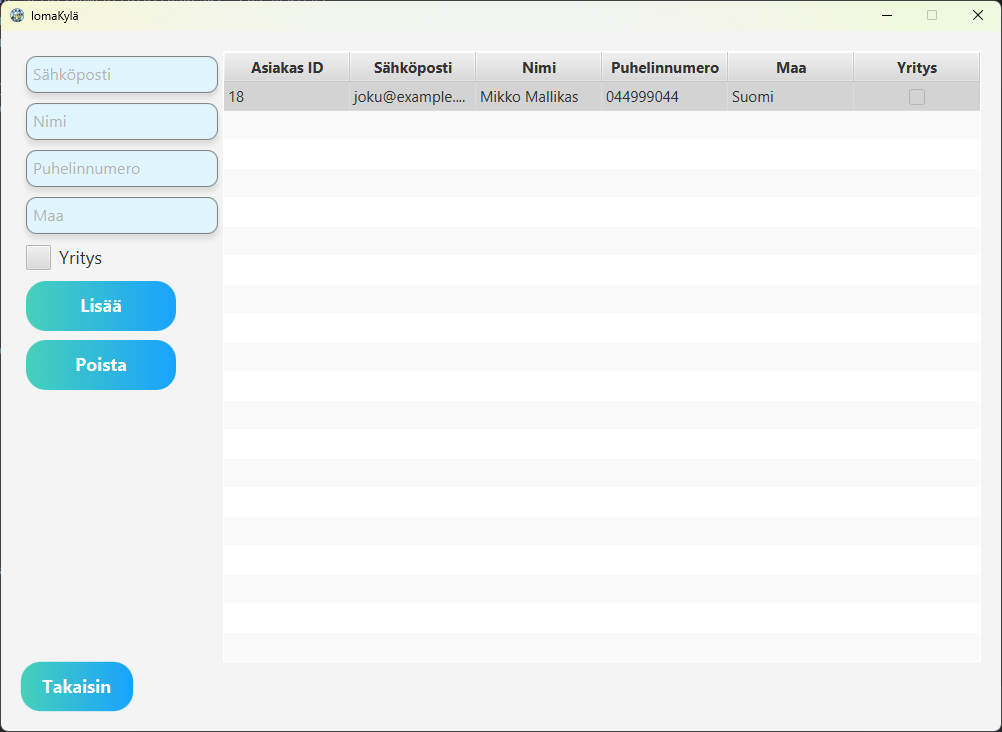 lomaKylä
Sähköposti
Nimi
Puhelinnumero
Maa
Yritys
Lisää
Poista
Takaisin
Asiakas ID Sähköposti Nimi Puhelinnumero Maa Yritys
18 joku@example.... Mikko Mallikas 044999044 Suomi